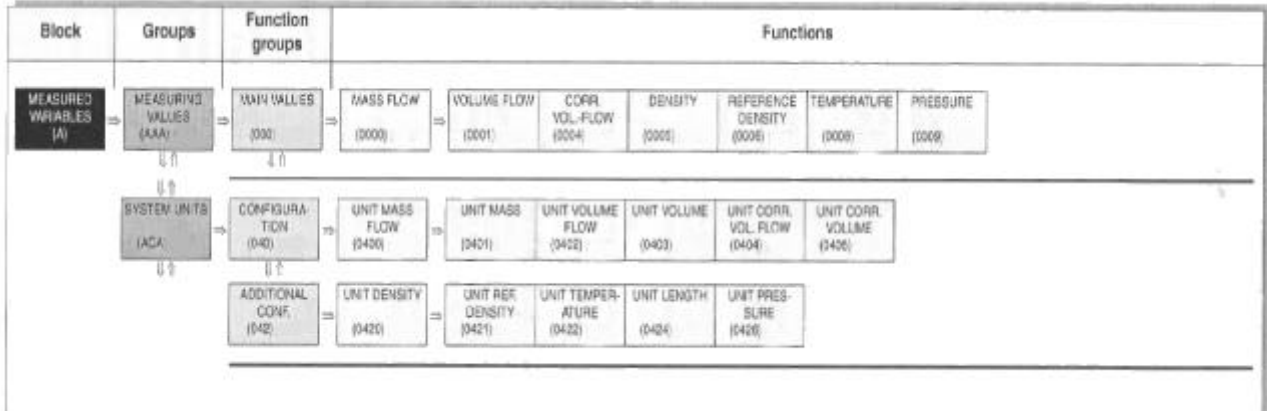 Block
Groups
Function
groups
Functions
MEASURED
VARIABLES
(A)
MEASURING
VALUES
(AAA)
MAIN VALUES
(000)
MASS FLOW
(0000)
VOLUME FLOW
(0001)
CORR.
VOL.-FLOW
(0004)
DENSITY
(0005)
REFERENCE
DENSITY
(0006)
TEMPERATURE
(0008)
PRESSURE
(0009)
SYSTEM UNITS
(ACA)
CONFIGURA-
TION
(040)
UNIT MASS
FLOW
(0400)
UNIT MASS
(0401)
UNIT VOLUME
FLOW
(0402)
UNIT VOLUME
(0403)
UNIT CORR.
VOL. FLOW
(0404)
UNIT CORR.
VOLUME
ADDITIONAL
CONF.
(042)
UNIT DENSITY
(0420)
UNIT REF.
DENSITY
(0421)
UNIT TEMPER-
ATURE
(0422)
UNIT LENGTH
(0424)
UNIT PRES-
SURE
(0426)